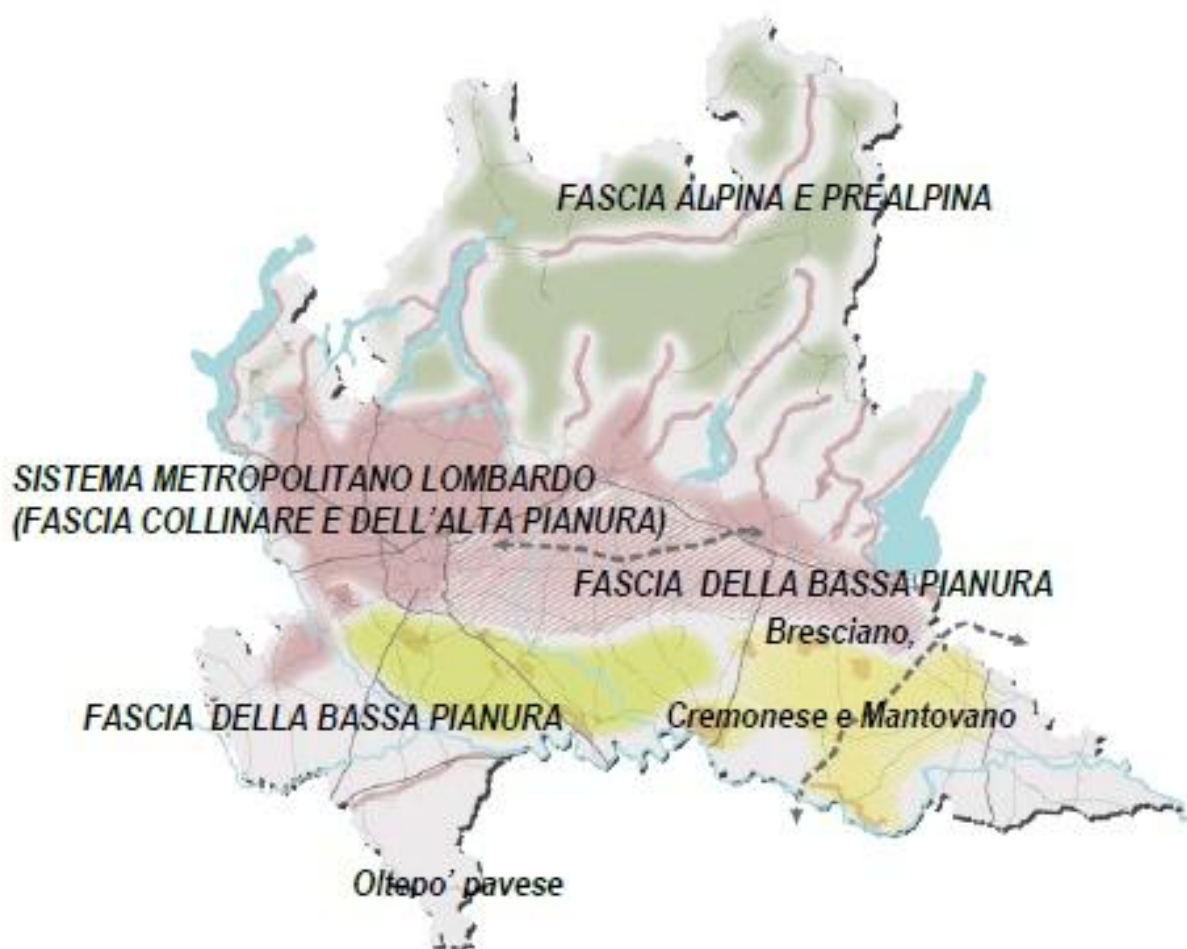 FASCIA ALPINA E PREALPINA
SISTEMA METROPOLITANO LOMBARDO
(FASCIA COLLINARE E DELL'ALTA PIANURA)
FASCIA DELLA BASSA PIANURA
Bresciano,
Cremonese e Mantovano
FASCIA DELLA BASSA PIANURA
Oltepo' pavese